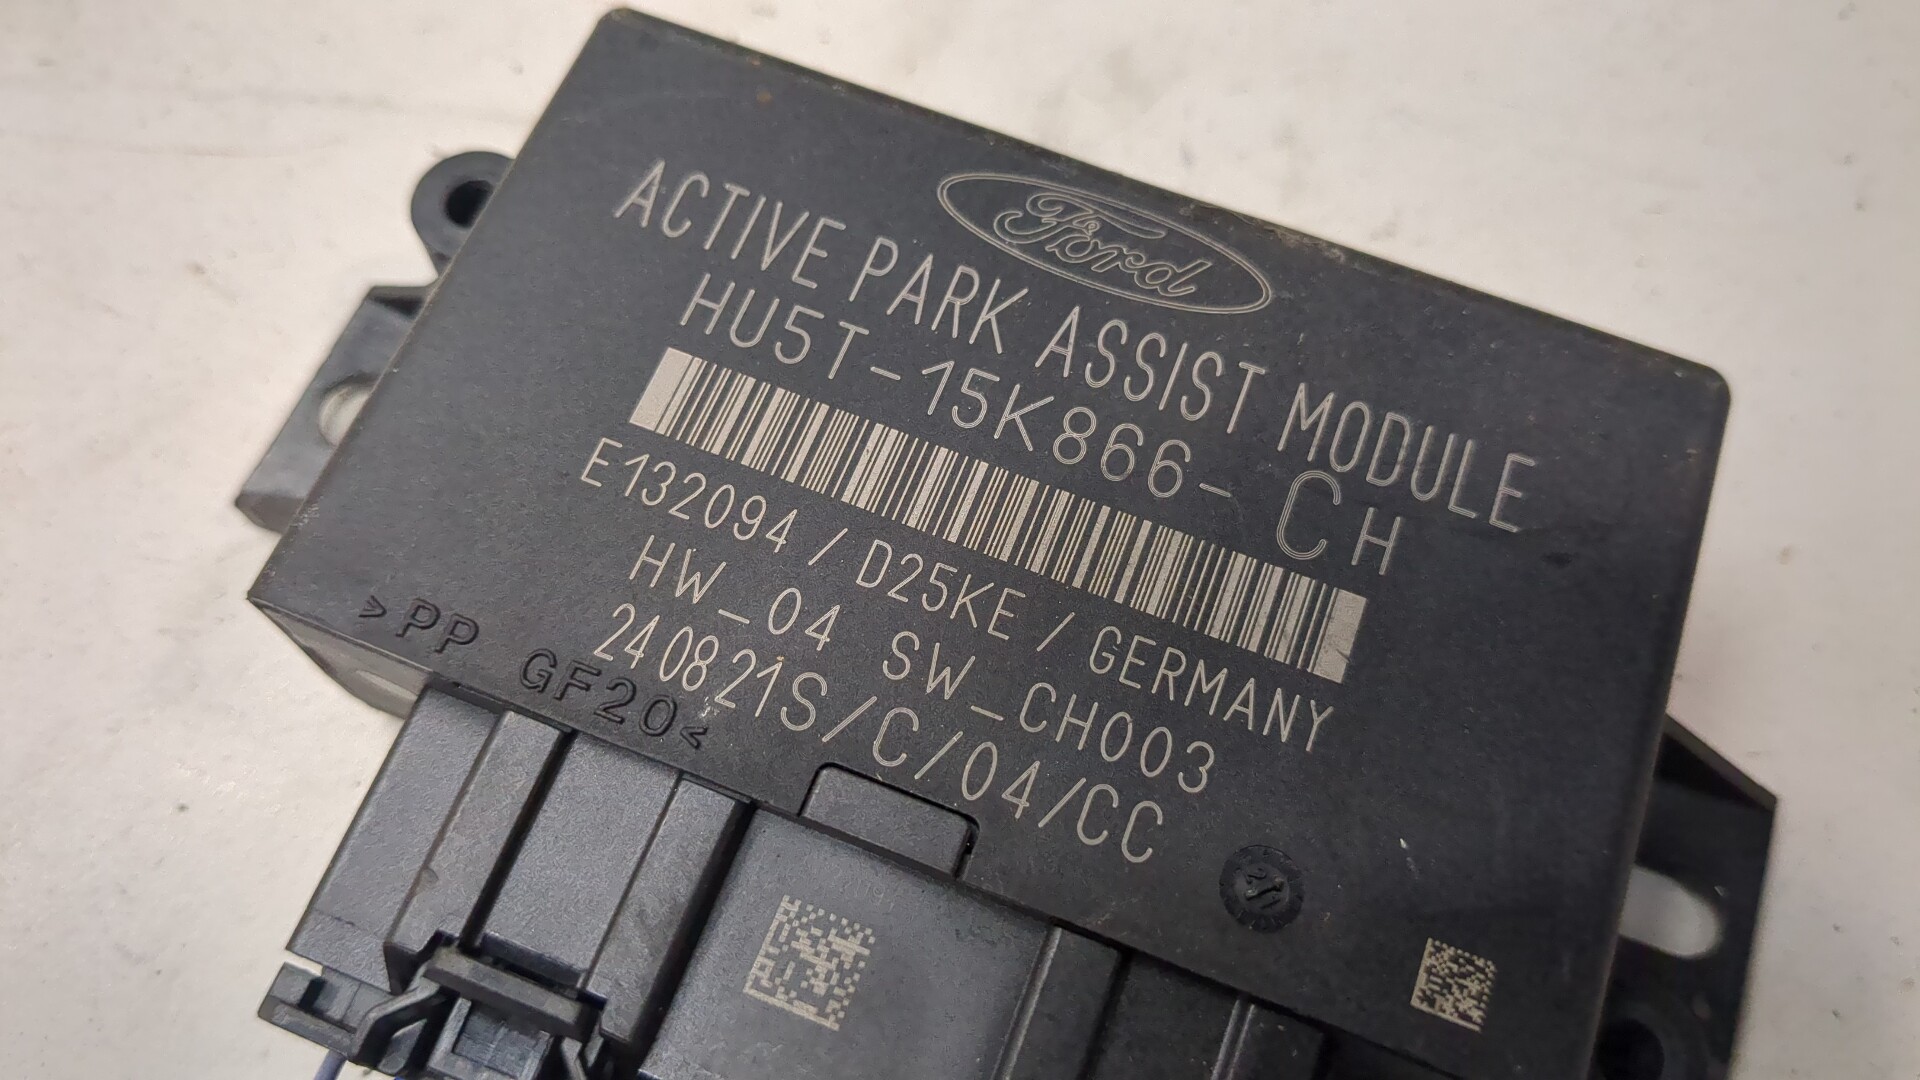 Ford
ACTIVE PARK ASSIST MODULE
HU5T-15K866-CH
E132094 / D25KE / GERMANY
HW_04 SW_CH003
240821S/C/04/CC
>PP GF20<